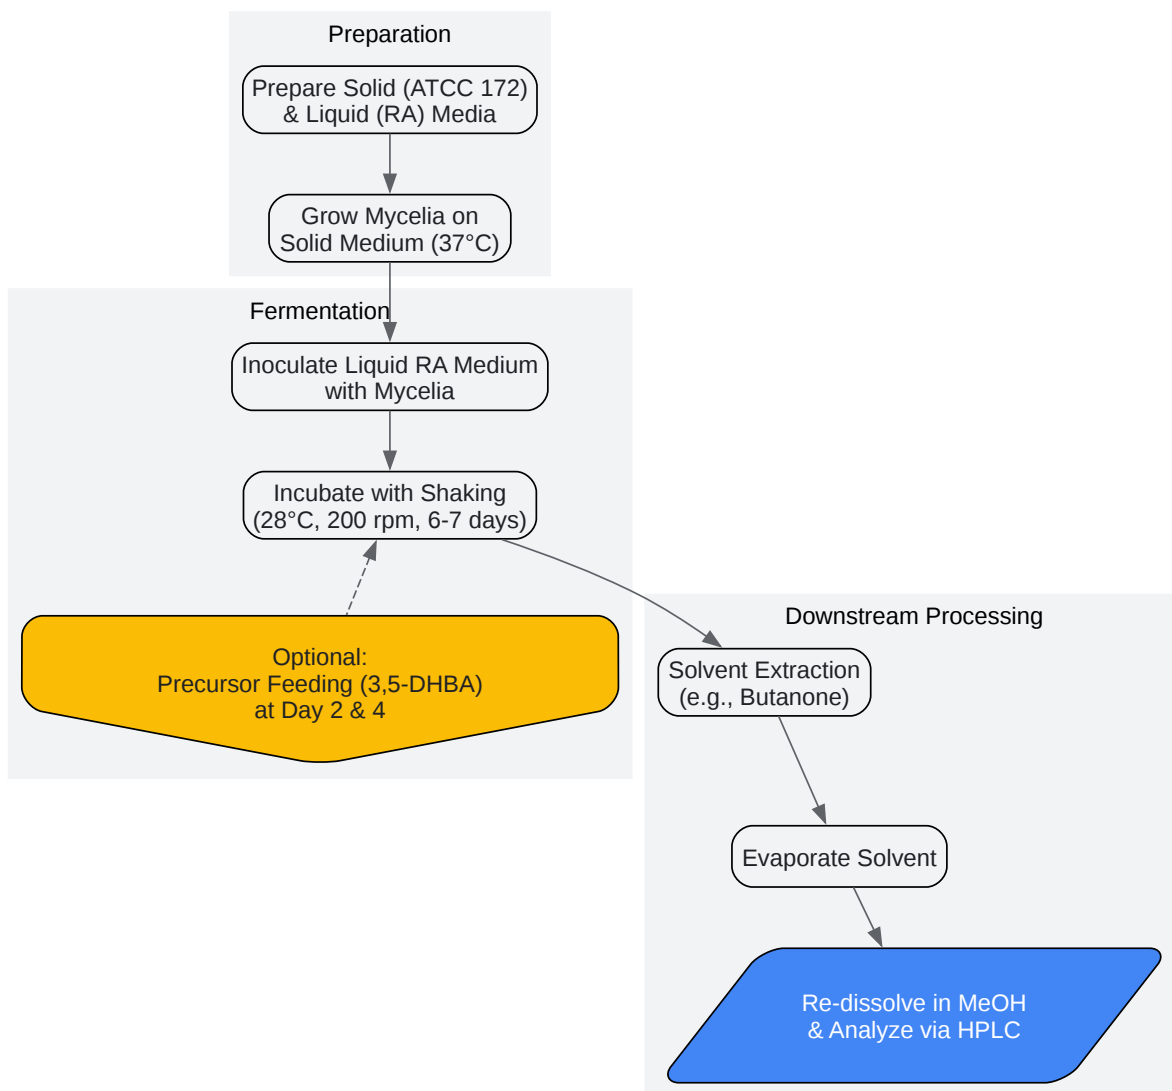 Preparation
Prepare Solid (ATCC 172)
& Liquid (RA) Media
Grow Mycelia on
Solid Medium (37°C)
Fermentation
Inoculate Liquid RA Medium
with Mycelia
Incubate with Shaking
(28°C, 200 rpm, 6-7 days)
Optional:
Precursor Feeding (3,5-DHBA)
at Day 2 & 4
Downstream Processing
Solvent Extraction
(e.g., Butanone)
Evaporate Solvent
Re-dissolve in MeOH
& Analyze via HPLC